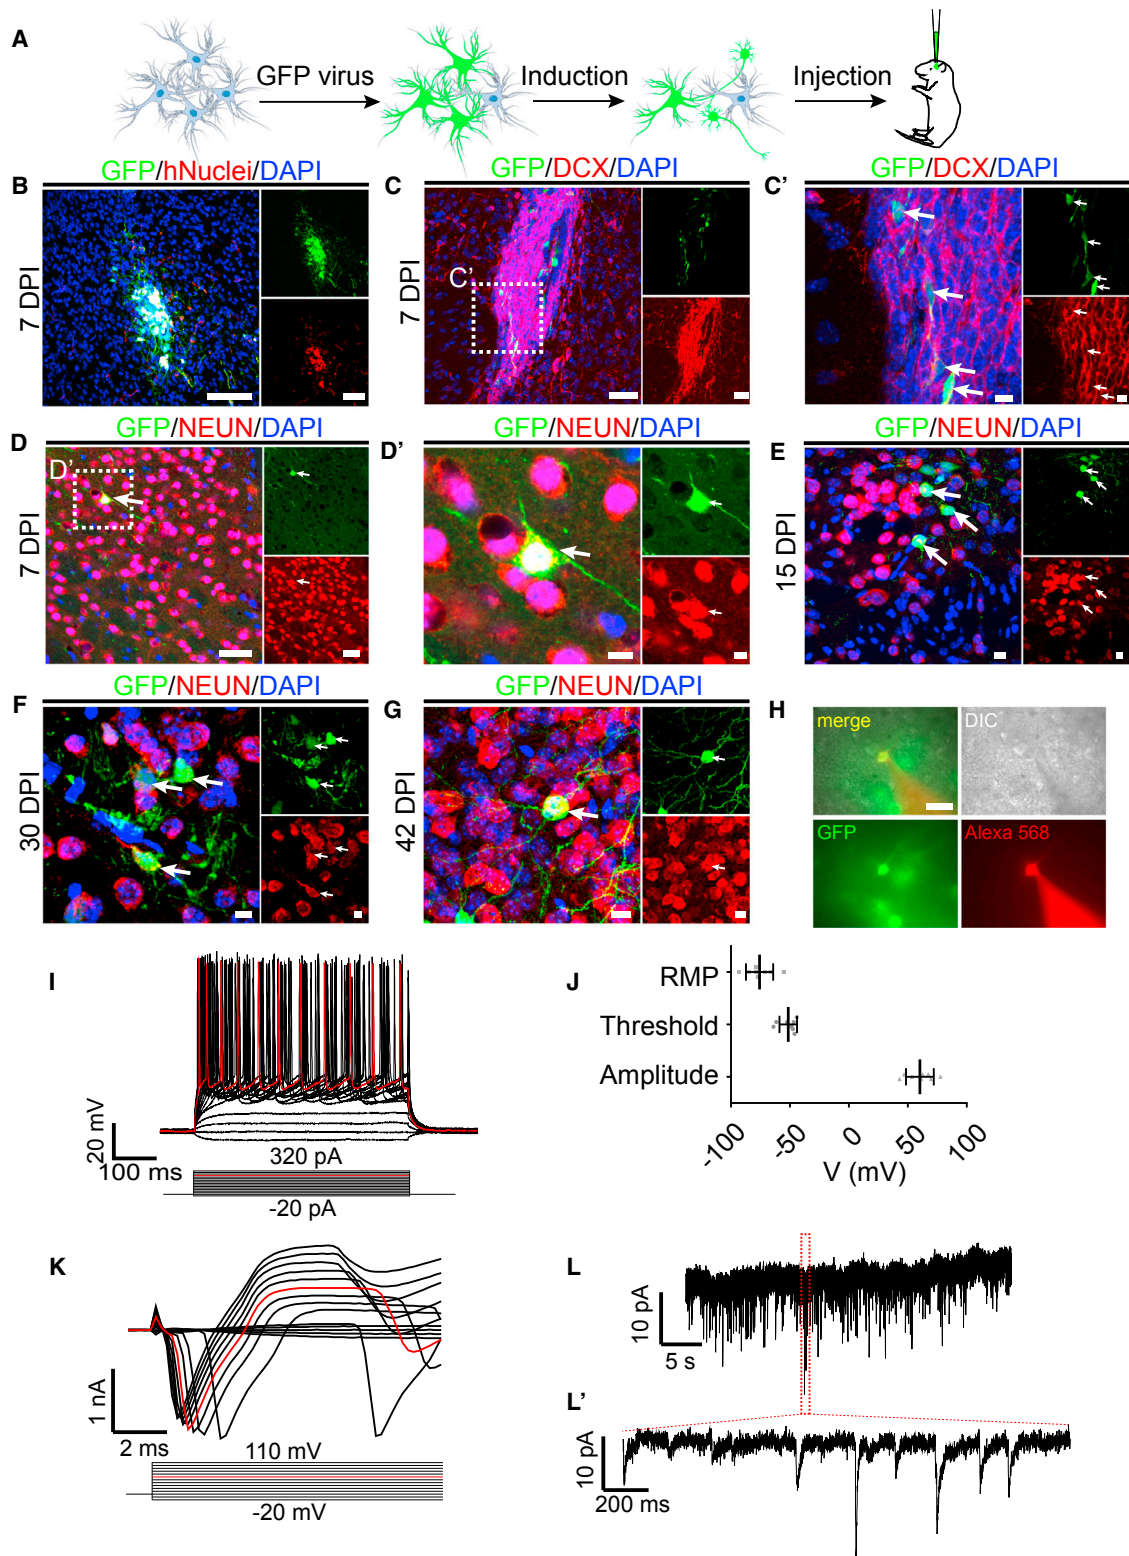 A
GFP virus
Induction
Injection
B
GFP/hNuclei/DAPI
7 DPI
C
GFP/DCX/DAPI
7 DPI
C'
C'
GFP/DCX/DAPI
D
GFP/NEUN/DAPI
7 DPI
D'
D'
GFP/NEUN/DAPI
E
GFP/NEUN/DAPI
15 DPI
F
GFP/NEUN/DAPI
30 DPI
G
GFP/NEUN/DAPI
42 DPI
H
merge
DIC
GFP
Alexa 568
I
20 mV
100 ms
320 pA
-20 pA
J
RMP
Threshold
Amplitude
-100
-50
0
50
100
V (mV)
K
1 nA
2 ms
110 mV
-20 mV
L
10 pA
5 s
L'
10 pA
200 ms